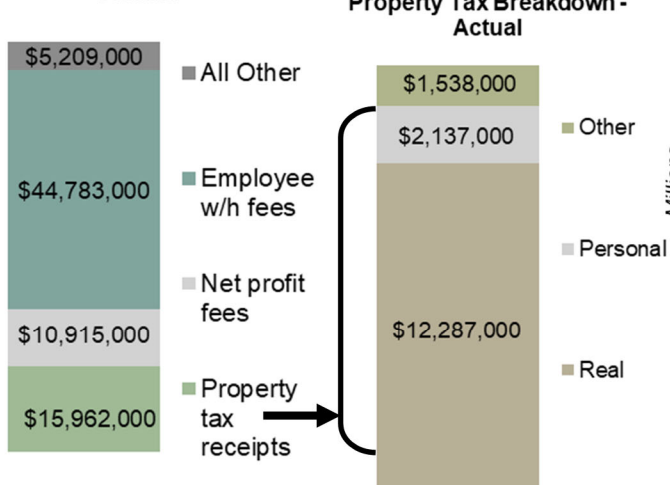 Property Tax Breakdown -
Actual
$5,209,000
$44,783,000
$10,915,000
$15,962,000
All Other
Employee
w/h fees
Net profit
fees
Property
tax
receipts
$1,538,000
$2,137,000
$12,287,000
Other
Personal
Real